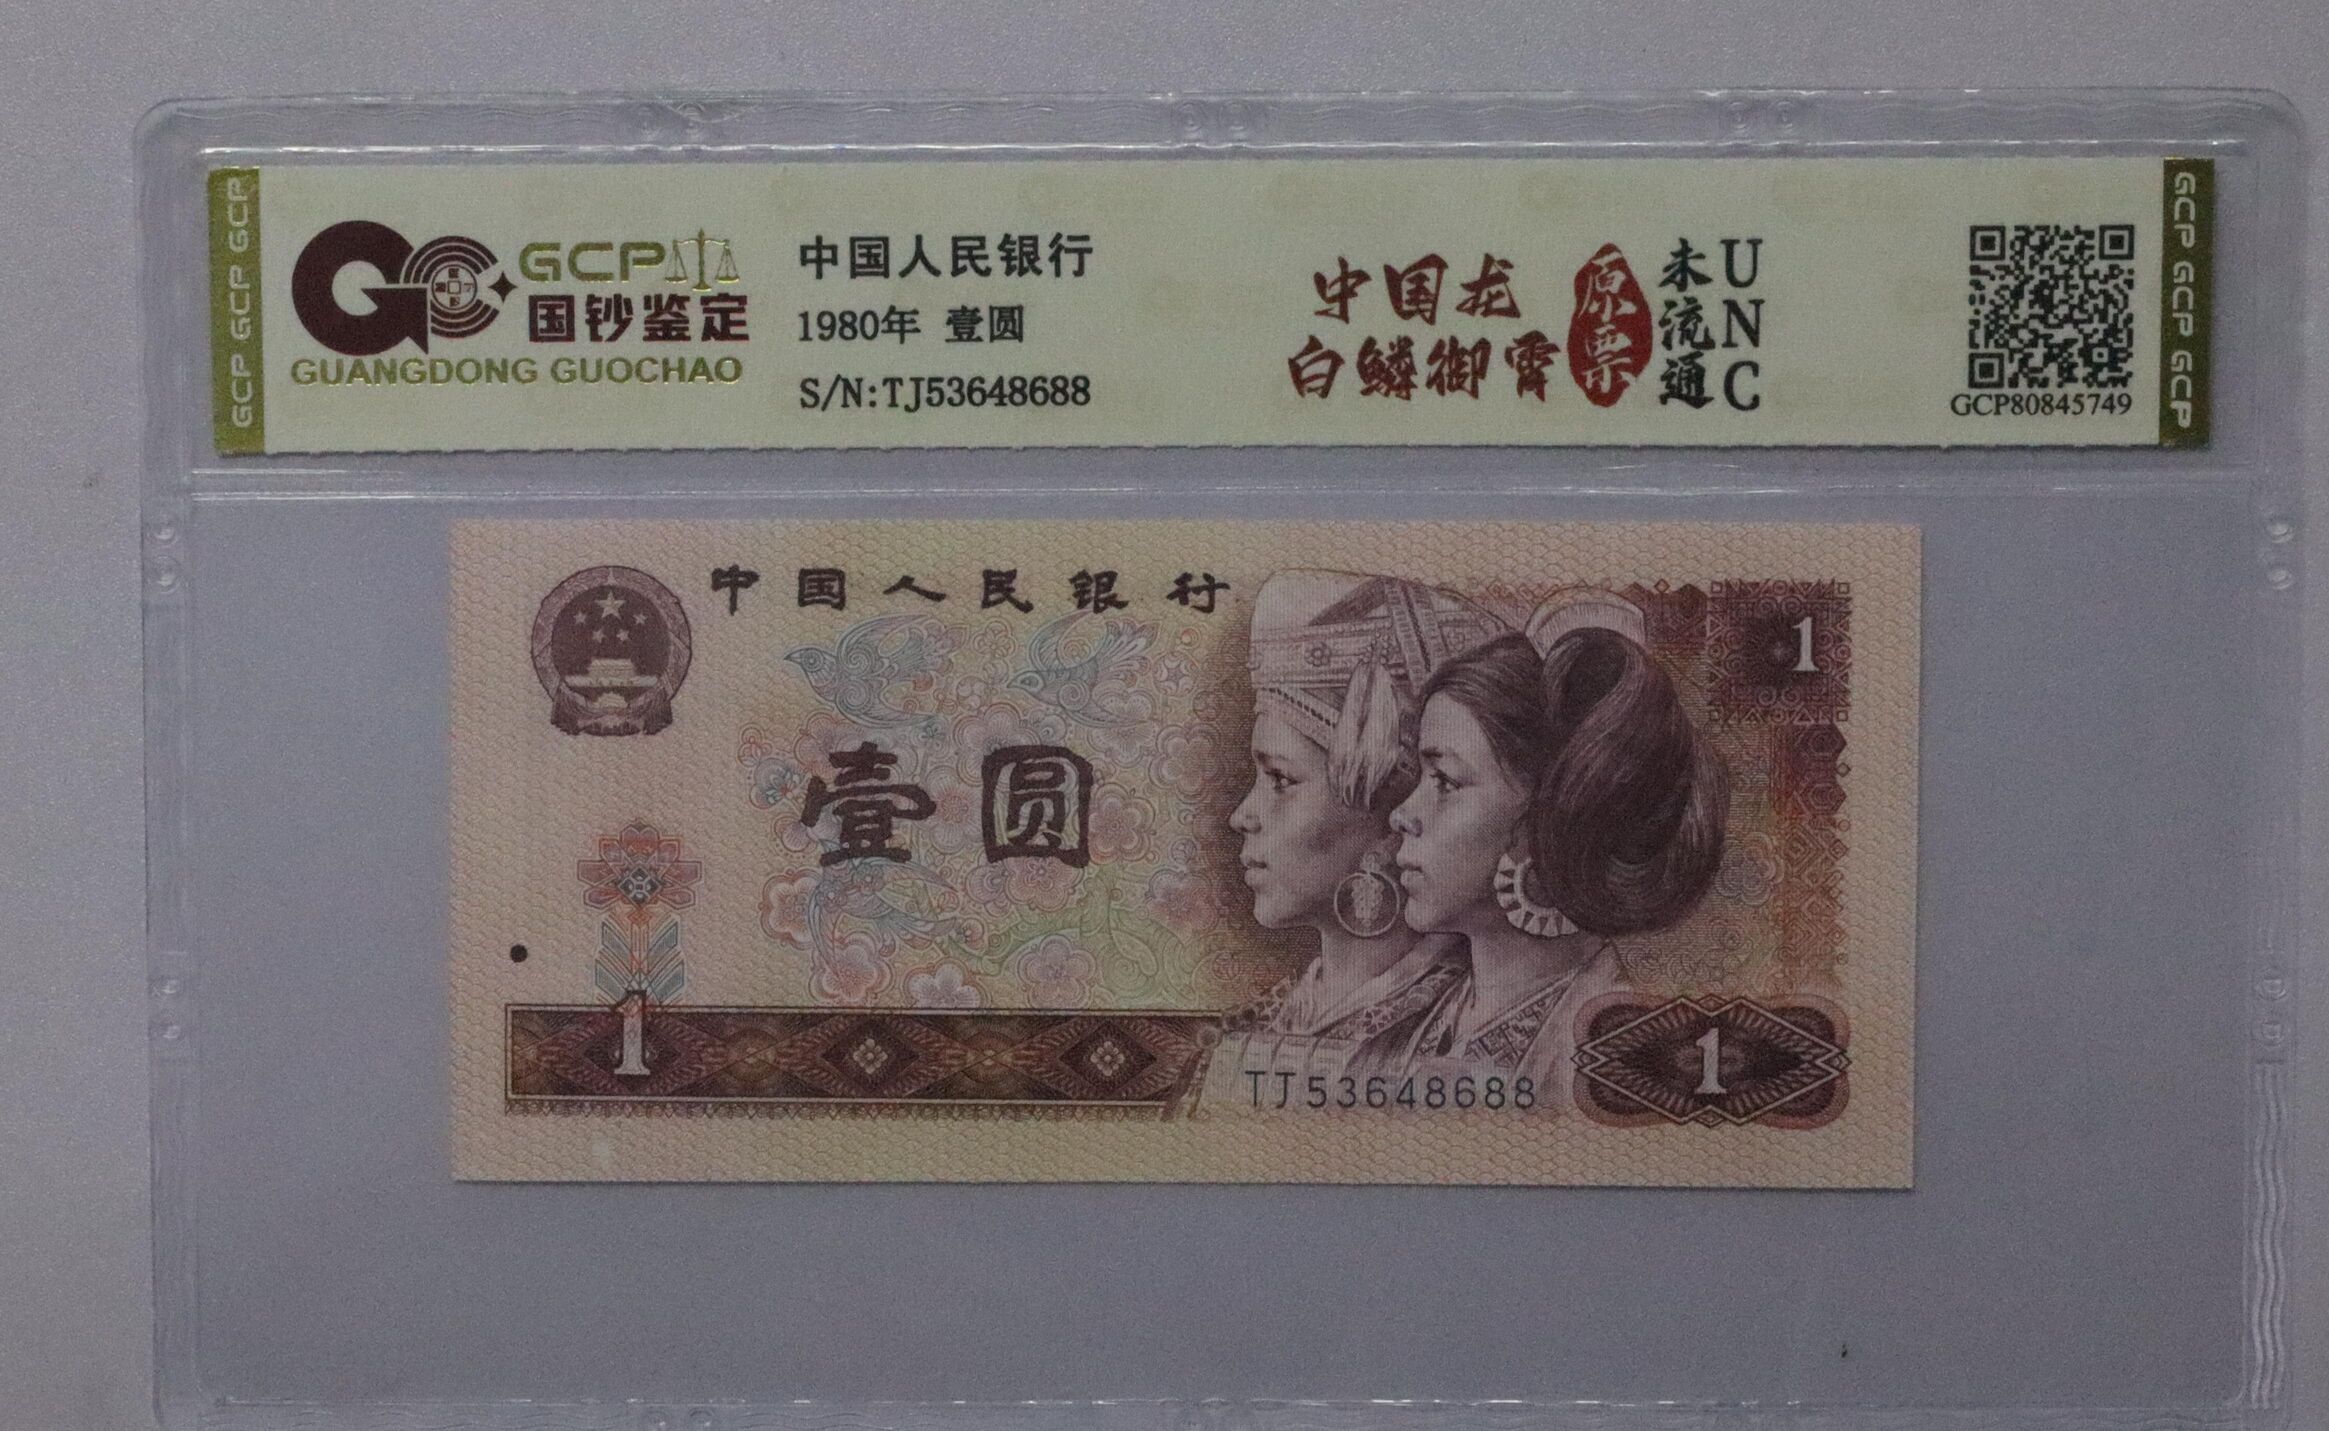 GCP GCP GCP
GCP
国钞鉴定
GUANGDONG GUOCHAO
中国人民银行
1980年 壹圆
S/N:TJ53648688
中国龙
白鳞御霄
原票
未流通
UNC
GCP80845749
GCP GCP GCP
中国人民银行
1
壹圆
1
1
TJ53648688